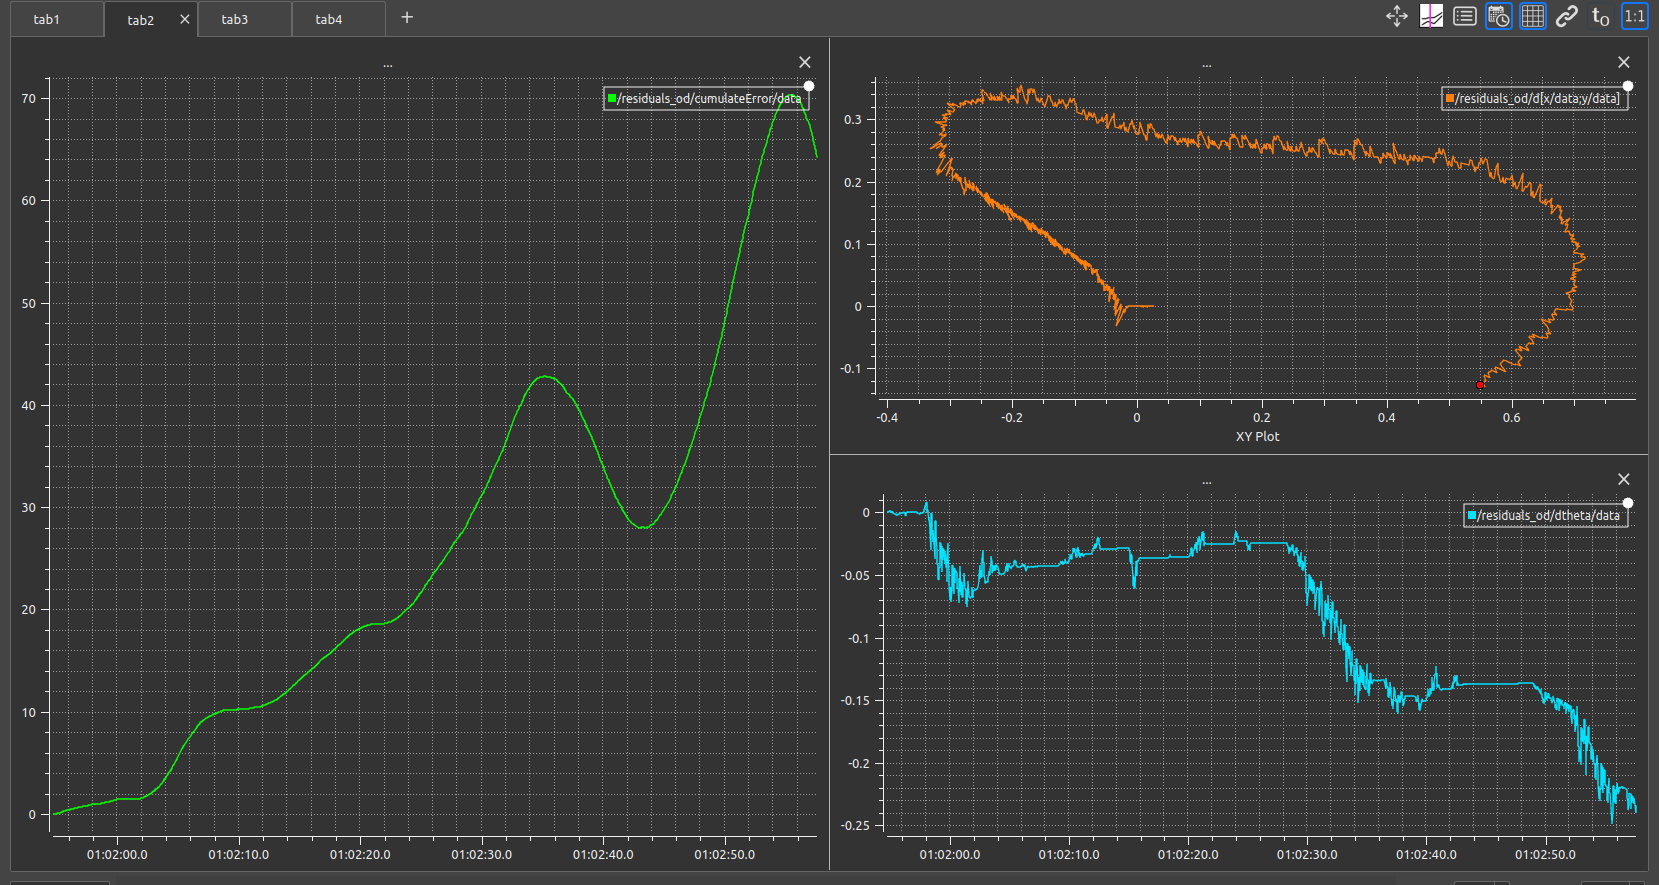 tab1 tab2 tab3 tab4
t0 1:1
...
/residuals_od/cumulateError/data
70
60
50
40
30
20
10
0
01:02:00.0 01:02:10.0 01:02:20.0 01:02:30.0 01:02:40.0 01:02:50.0
...
/residuals_od/d[x/data;y/data]
0.3
0.2
0.1
0
-0.1
-0.4 -0.2 0 0.2 0.4 0.6
XY Plot
...
/residuals_od/dtheta/data
0
-0.05
-0.1
-0.15
-0.2
-0.25
01:02:00.0 01:02:10.0 01:02:20.0 01:02:30.0 01:02:40.0 01:02:50.0